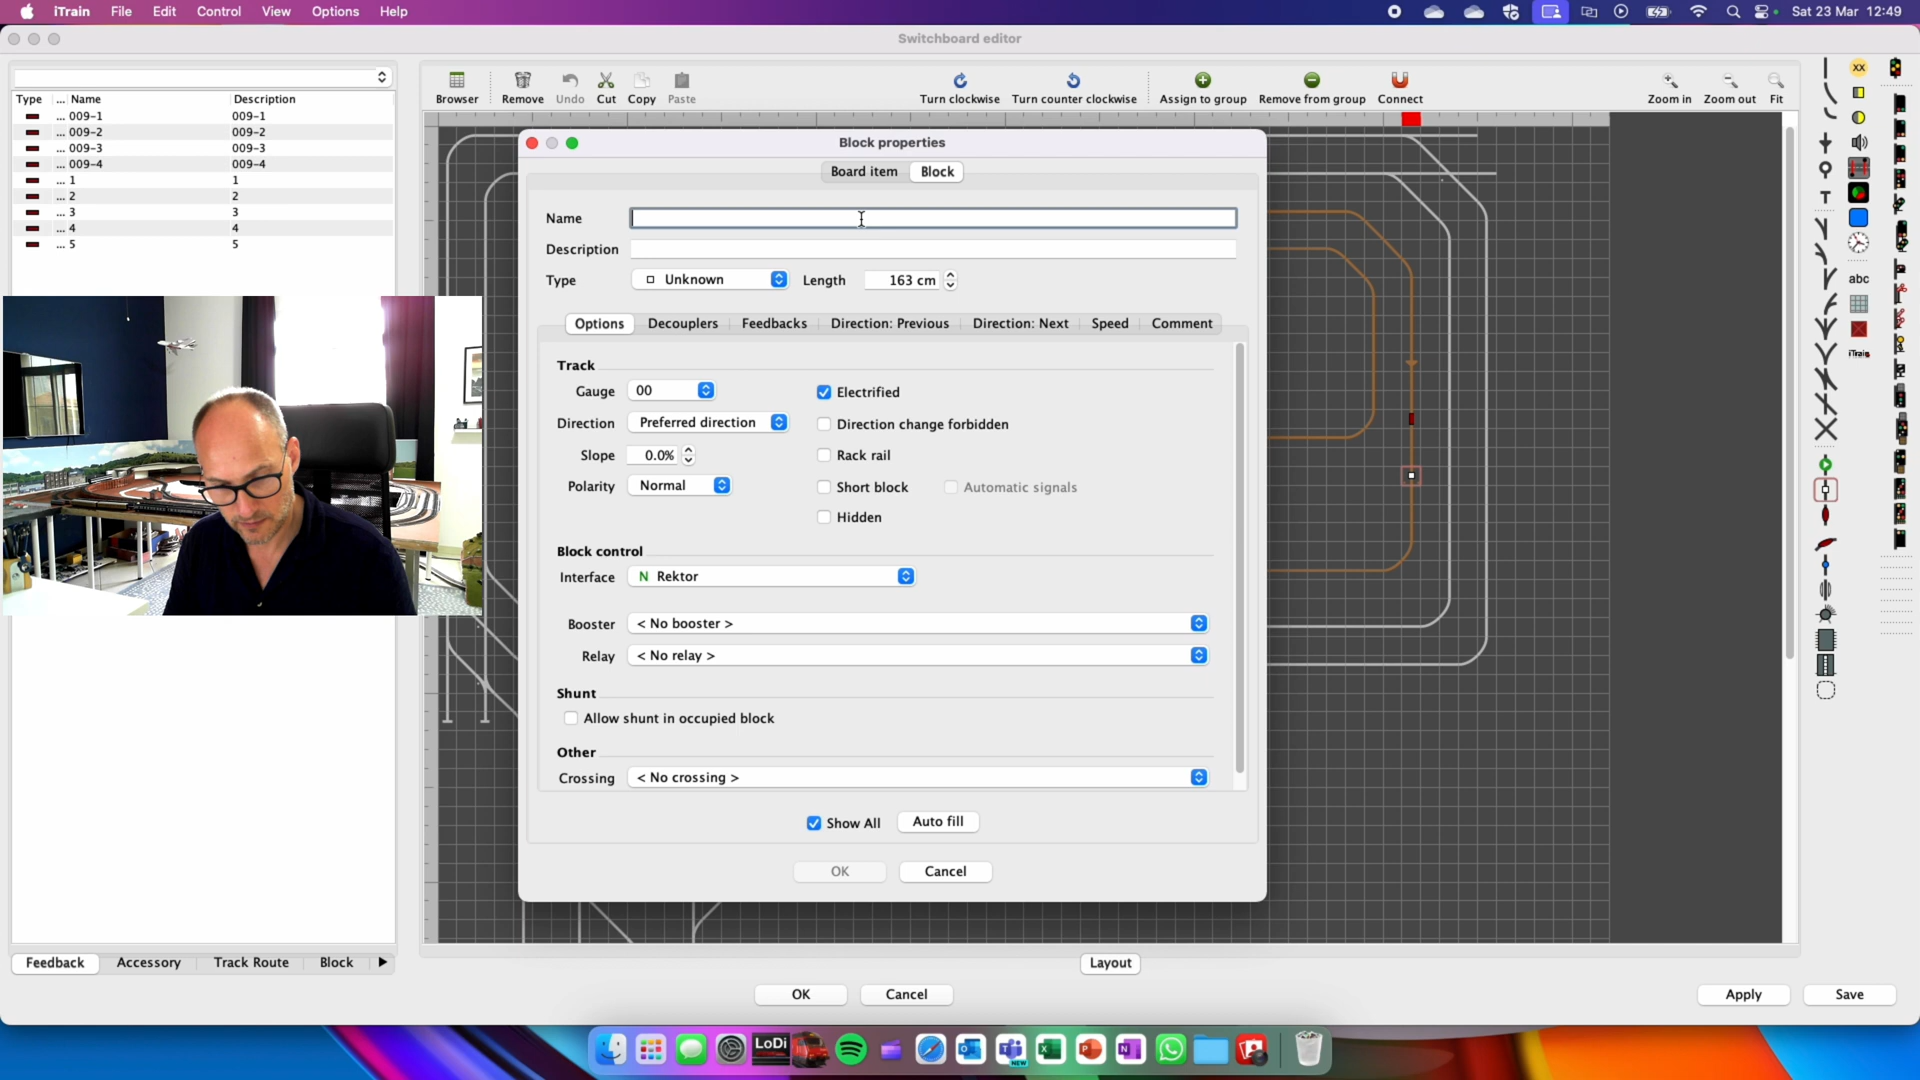 iTrain File Edit Control View Options Help
Sat 23 Mar 12:49
Switchboard editor
Type ... Name Description
... 009-1 009-1
... 009-2 009-2
... 009-3 009-3
... 009-4 009-4
... 1 1
... 2 2
... 3 3
... 4 4
... 5 5
Browser Remove Undo Cut Copy Paste Turn clockwise Turn counter clockwise Assign to group Remove from group Connect Zoom in Zoom out Fit
Block properties
Board item Block
Name
Description
Type Unknown Length 163 cm
Options Decouplers Feedbacks Direction: Previous Direction: Next Speed Comment
Track
Gauge 00 Electrified
Direction Preferred direction Direction change forbidden
Slope 0.0% Rack rail
Polarity Normal Short block Automatic signals
Hidden
Block control
Interface N Rektor
Booster < No booster >
Relay < No relay >
Shunt
Allow shunt in occupied block
Other
Crossing < No crossing >
Show All Auto fill
OK Cancel
XX
T
abc
iTrain
Feedback Accessory Track Route Block
Layout
OK Cancel Apply Save
LoDi
NEW